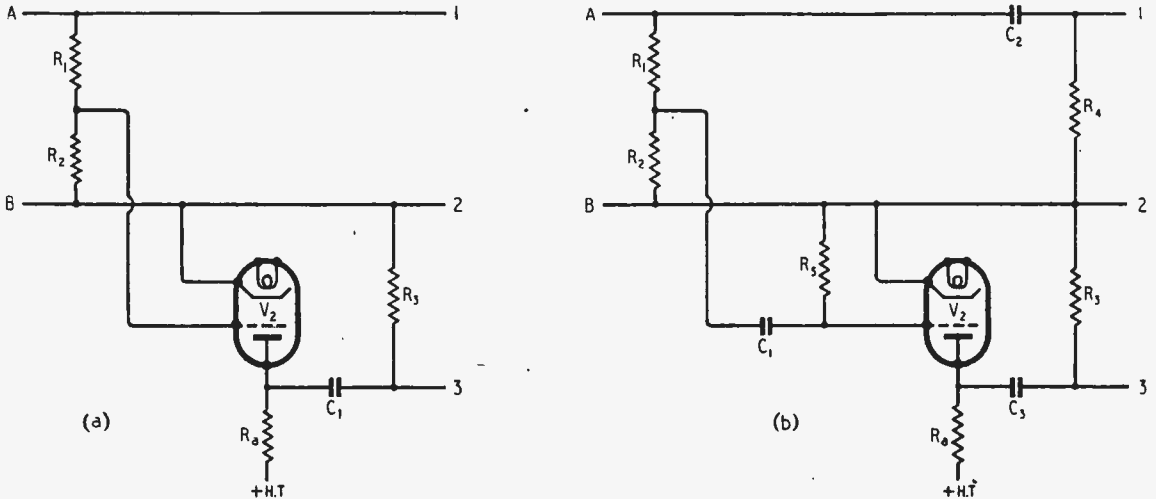 A
1
R₁
R₂
B
2
V₂
R₃
3
C₁
(a)
Rₐ
+H.T
A
1
C₂
R₁
R₄
R₂
B
2
R₅
V₂
R₃
C₁
3
C₃
(b)
Rₐ
+H.T